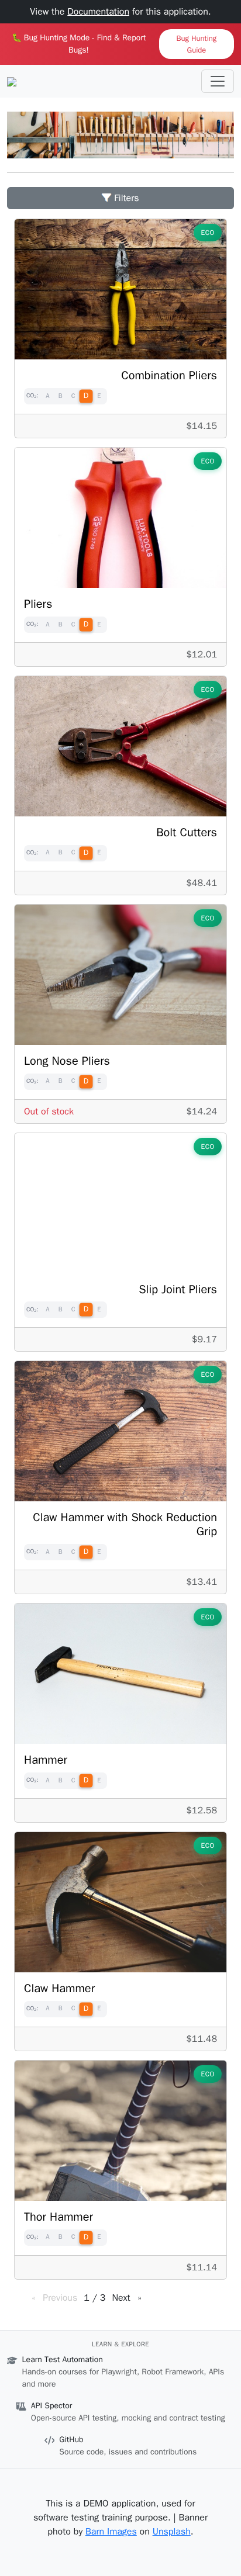 View the Documentation for this application.
🐛 Bug Hunting Mode - Find & Report
Bugs!
Bug Hunting
Guide
Filters
ECO
Combination Pliers
CO₂: A B C D E
$14.15
ECO
Pliers
CO₂: A B C D E
$12.01
ECO
Bolt Cutters
CO₂: A B C D E
$48.41
ECO
Long Nose Pliers
CO₂: A B C D E
Out of stock $14.24
ECO
Slip Joint Pliers
CO₂: A B C D E
$9.17
ECO
Claw Hammer with Shock Reduction
Grip
CO₂: A B C D E
$13.41
ECO
Hammer
CO₂: A B C D E
$12.58
ECO
Claw Hammer
CO₂: A B C D E
$11.48
ECO
Thor Hammer
CO₂: A B C D E
$11.14
« Previous 1 / 3 Next »
LEARN & EXPLORE
Learn Test Automation
Hands-on courses for Playwright, Robot Framework, APIs
and more
API Spector
Open-source API testing, mocking and contract testing
GitHub
Source code, issues and contributions
This is a DEMO application, used for
software testing training purpose. | Banner
photo by Barn Images on Unsplash.